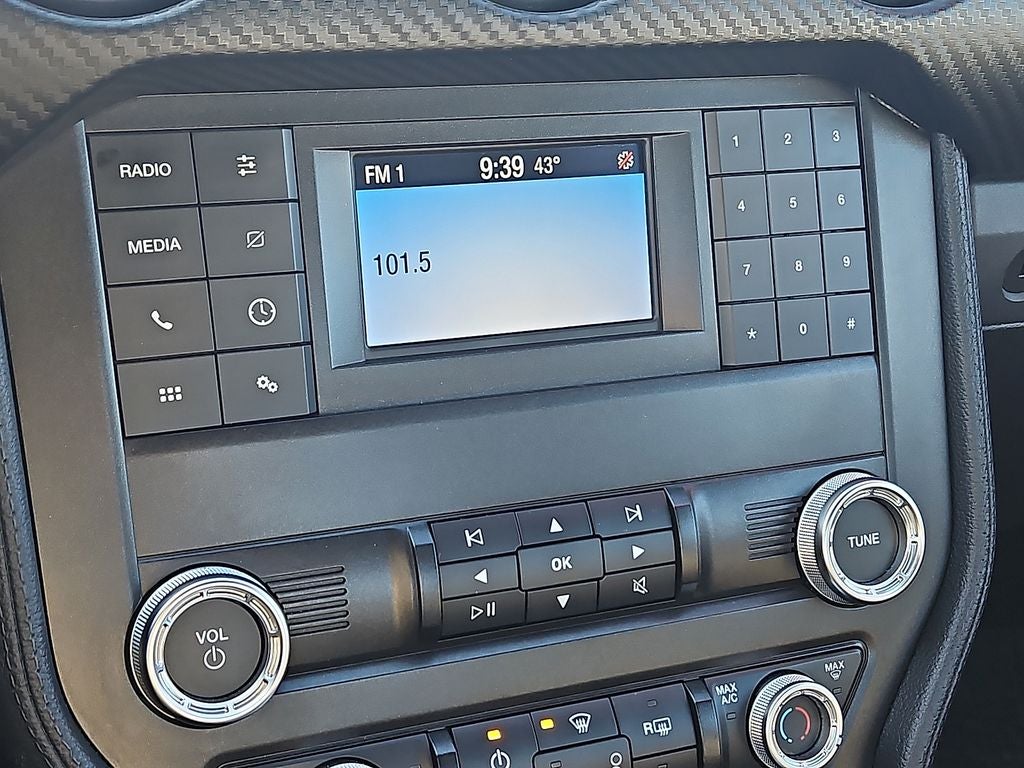 RADIO
MEDIA
FM 1 9:39 43°
101.5
1 2 3
4 5 6
7 8 9
* 0 #
OK
VOL
TUNE
R
MAX
A/C
MAX